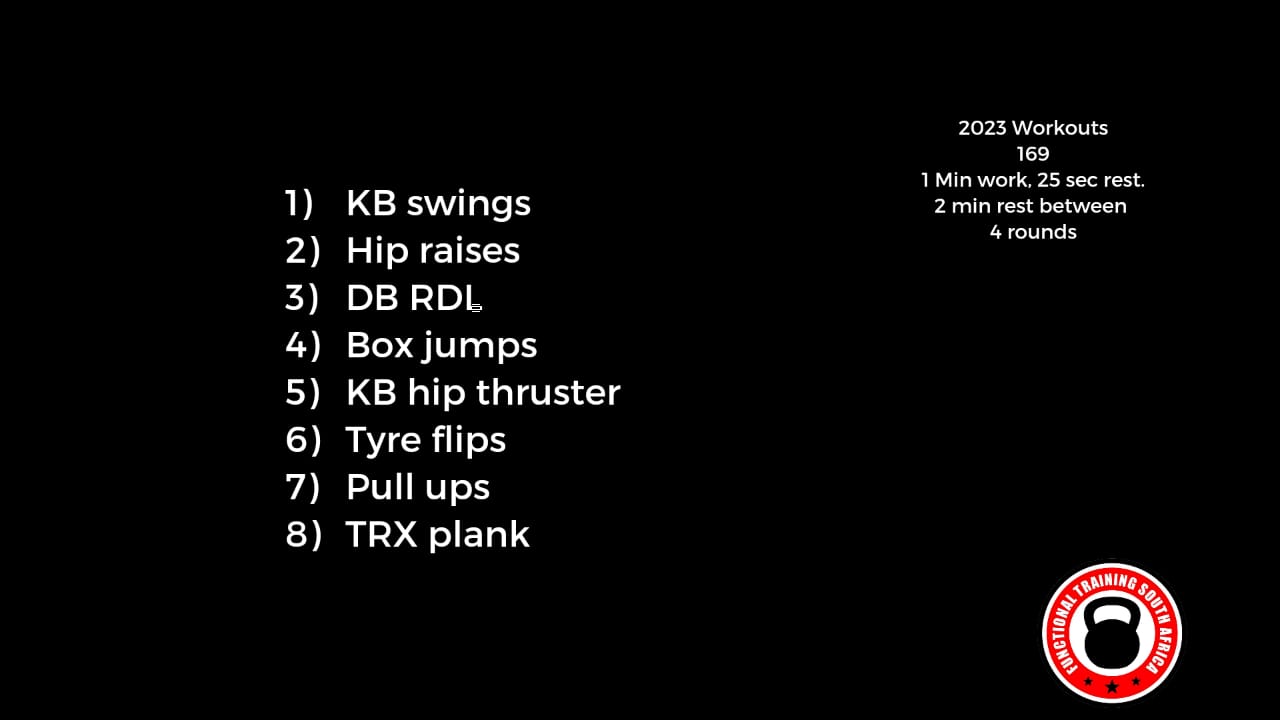 2023 Workouts
169
1 Min work, 25 sec rest.
2 min rest between
4 rounds
1) KB swings
2) Hip raises
3) DB RDL
4) Box jumps
5) KB hip thruster
6) Tyre flips
7) Pull ups
8) TRX plank
FUNCTIONAL TRAINING SOUTH AFRICA